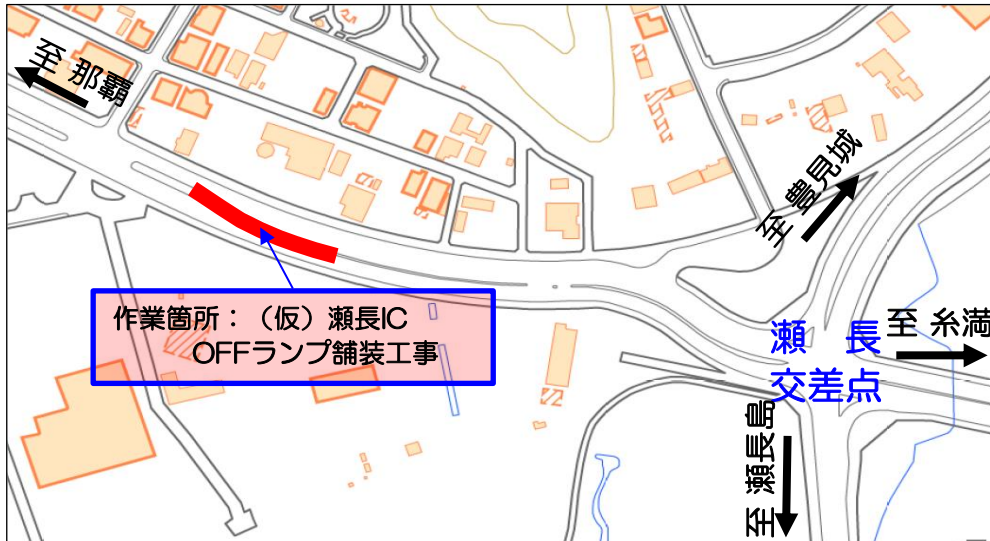 至 那覇
至 豊見城
作業箇所：（仮）瀬長IC
OFFランプ舗装工事
瀬　長
交差点
至 糸満
至 瀬長島